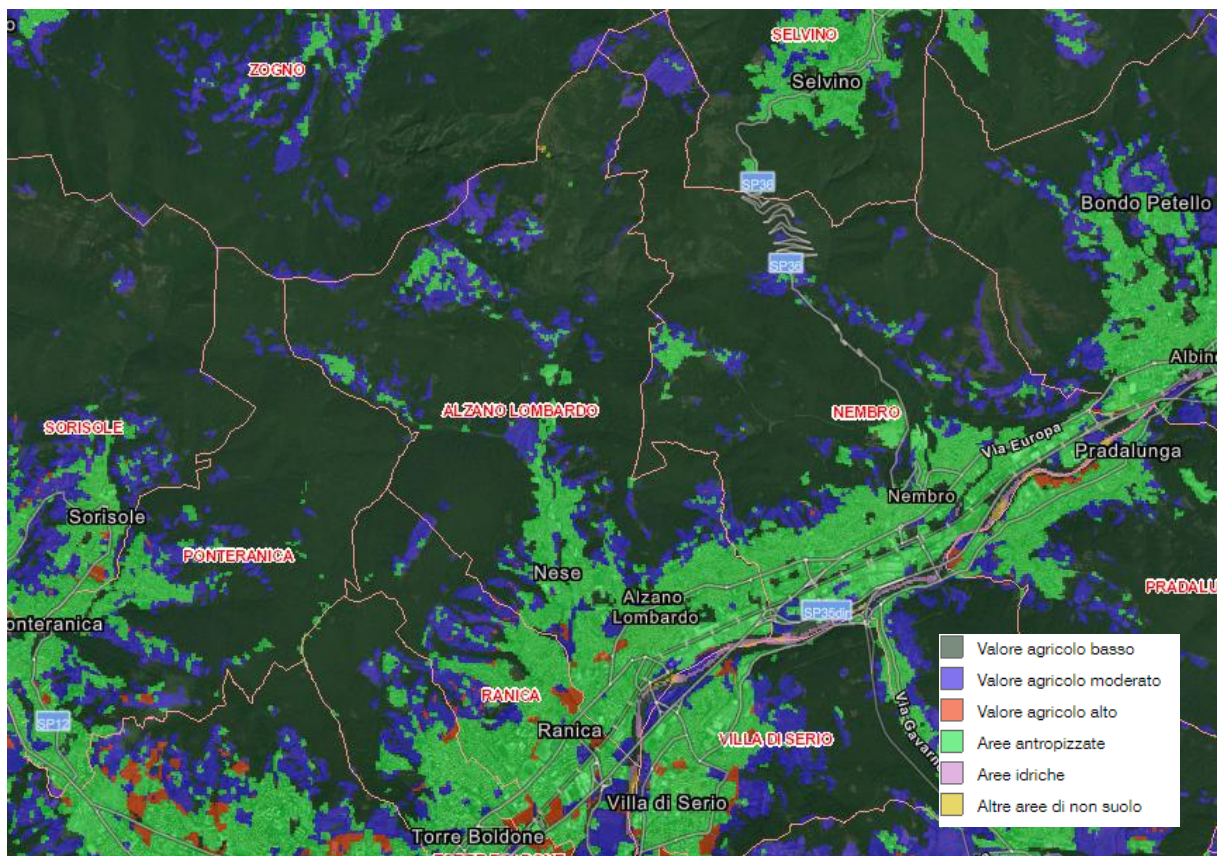 SELVINO
ZOGNO
Selvino
SP36
Bondo Petello
SP36
Albino
ALZANO LOMBARDO
NEMBRO
SORISOLE
Via Europa
Pradalunga
Nembro
Sorisole
PONTERANICA
Nese
PRADALU
Alzano
Lombardo
SP35dir
onteranica
RANICA
Via Gavarn
SP12
Ranica
VILLA DI SERIO
Villa di Serio
Torre Boldone
Valore agricolo basso
Valore agricolo moderato
Valore agricolo alto
Aree antropizzate
Aree idriche
Altre aree di non suolo